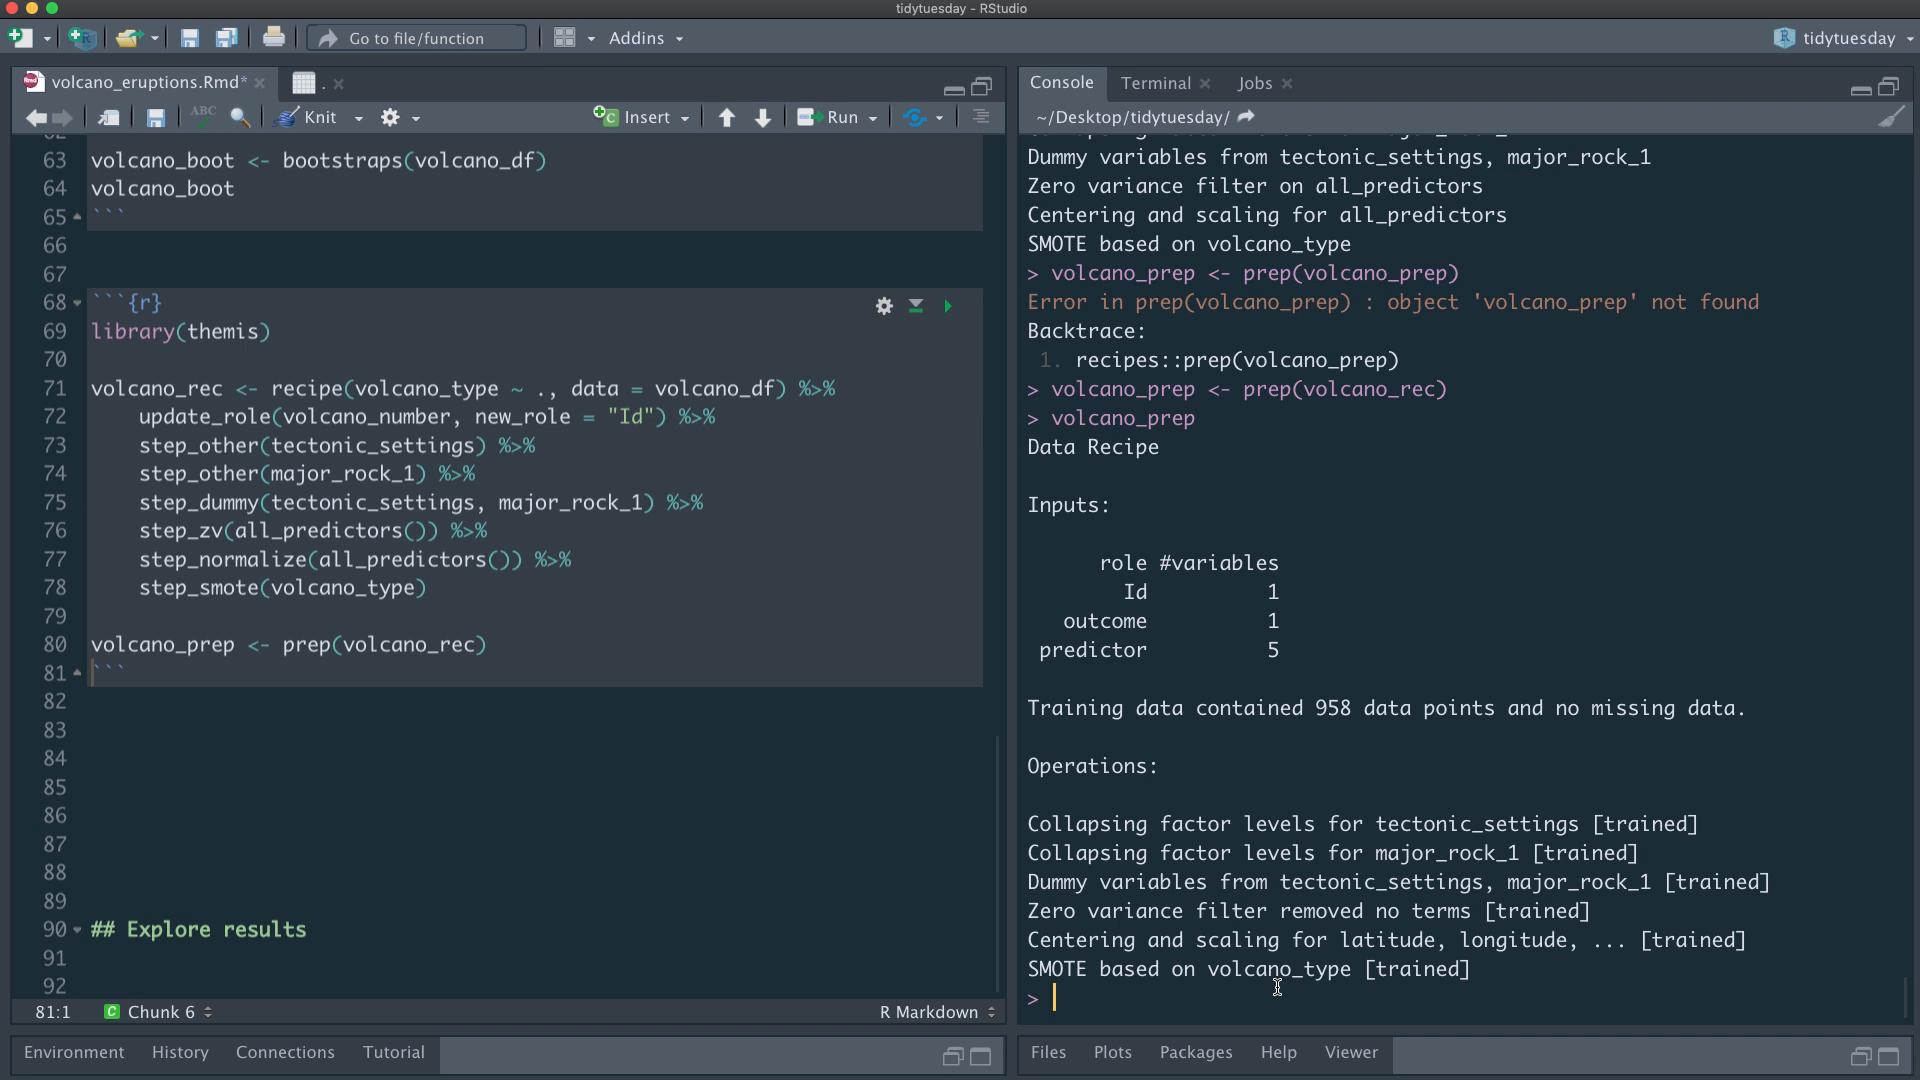 tidytuesday - RStudio
Go to file/function
Addins
tidytuesday
volcano_eruptions.Rmd*
.
ABC
Knit
Insert
Run
63 volcano_boot <- bootstraps(volcano_df)
64 volcano_boot
65 ```
66
67
68 ```{r}
69 library(themis)
70
71 volcano_rec <- recipe(volcano_type ~ ., data = volcano_df) %>%
72 update_role(volcano_number, new_role = "Id") %>%
73 step_other(tectonic_settings) %>%
74 step_other(major_rock_1) %>%
75 step_dummy(tectonic_settings, major_rock_1) %>%
76 step_zv(all_predictors()) %>%
77 step_normalize(all_predictors()) %>%
78 step_smote(volcano_type)
79
80 volcano_prep <- prep(volcano_rec)
81 ```
82
83
84
85
86
87
88
89
90 ## Explore results
91
92
81:1
Chunk 6
R Markdown
Environment
History
Connections
Tutorial
Console
Terminal
Jobs
~/Desktop/tidytuesday/
Dummy variables from tectonic_settings, major_rock_1
Zero variance filter on all_predictors
Centering and scaling for all_predictors
SMOTE based on volcano_type
> volcano_prep <- prep(volcano_prep)
Error in prep(volcano_prep) : object 'volcano_prep' not found
Backtrace:
1. recipes::prep(volcano_prep)
> volcano_prep <- prep(volcano_rec)
> volcano_prep
Data Recipe
Inputs:
role #variables
Id 1
outcome 1
predictor 5
Training data contained 958 data points and no missing data.
Operations:
Collapsing factor levels for tectonic_settings [trained]
Collapsing factor levels for major_rock_1 [trained]
Dummy variables from tectonic_settings, major_rock_1 [trained]
Zero variance filter removed no terms [trained]
Centering and scaling for latitude, longitude, ... [trained]
SMOTE based on volcano_type [trained]
>
Files
Plots
Packages
Help
Viewer